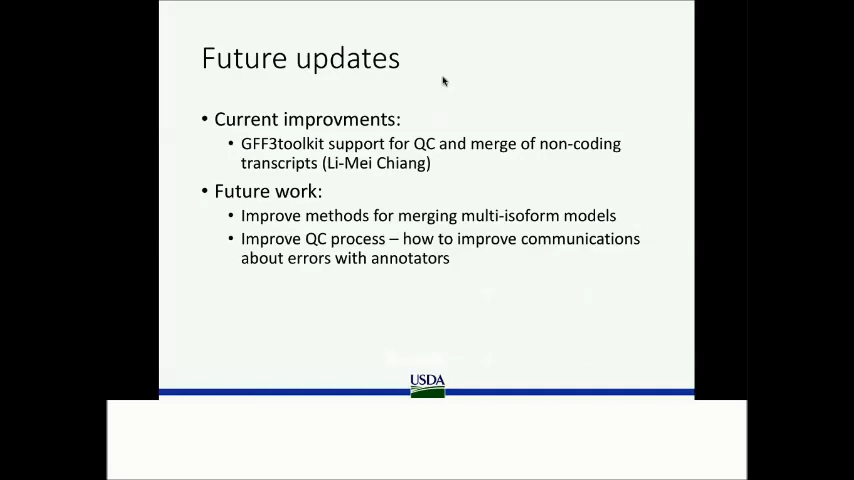 Future updates
• Current improvments:
• GFF3toolkit support for QC and merge of non-coding
transcripts (Li-Mei Chiang)
• Future work:
• Improve methods for merging multi-isoform models
• Improve QC process – how to improve communications
about errors with annotators
USDA